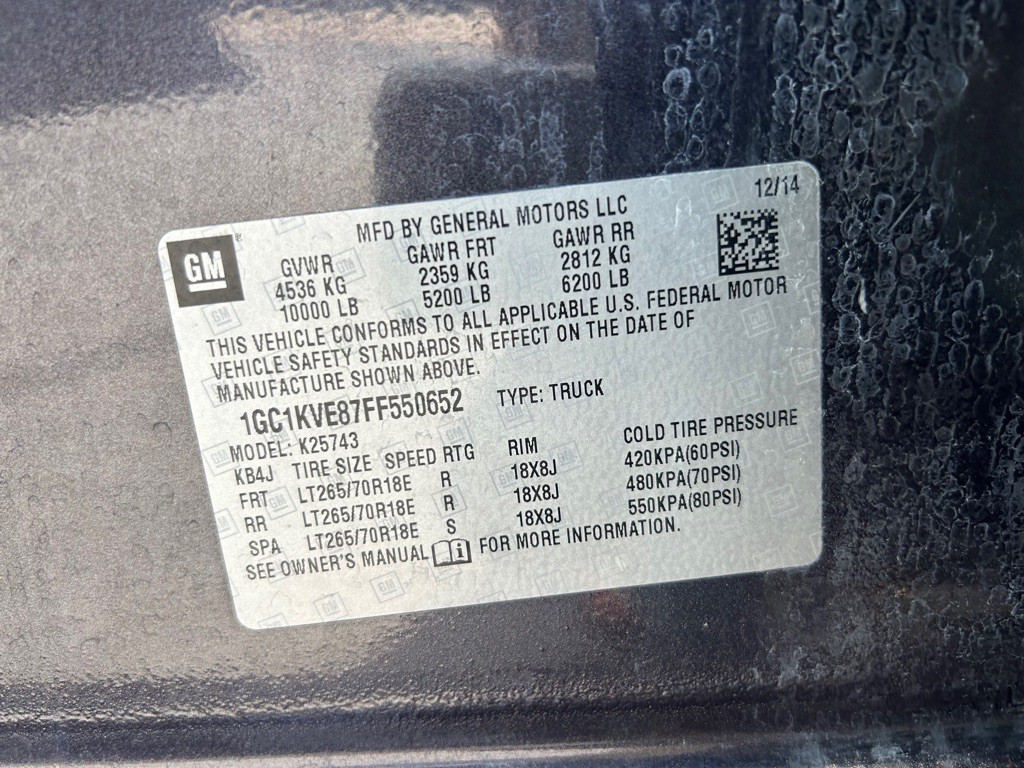 12/14
MFD BY GENERAL MOTORS LLC
GM
GVWR GAWR FRT GAWR RR
4536 KG 2359 KG 2812 KG
10000 LB 5200 LB 6200 LB
THIS VEHICLE CONFORMS TO ALL APPLICABLE U.S. FEDERAL MOTOR
VEHICLE SAFETY STANDARDS IN EFFECT ON THE DATE OF
MANUFACTURE SHOWN ABOVE.
1GC1KVE87FF550652 TYPE: TRUCK
MODEL: K25743
KB4J TIRE SIZE SPEED RTG RIM COLD TIRE PRESSURE
FRT LT265/70R18E R 18X8J 420KPA(60PSI)
RR LT265/70R18E R 18X8J 480KPA(70PSI)
SPA LT265/70R18E S 18X8J 550KPA(80PSI)
SEE OWNER'S MANUAL FOR MORE INFORMATION.